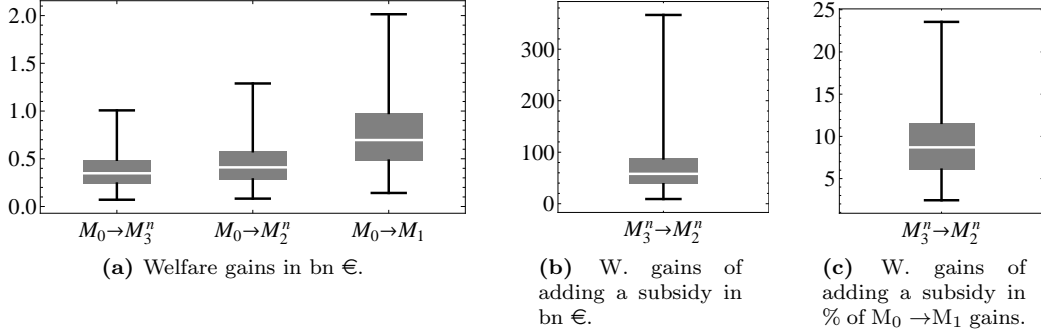 2.0
1.5
1.0
0.5
0.0
M₀→M₃ⁿ
M₀→M₂ⁿ
M₀→M₁
(a) Welfare gains in bn €.
300
200
100
0
M₃ⁿ→M₂ⁿ
(b) W. gains of
adding a subsidy in
bn €.
25
20
15
10
5
M₃ⁿ→M₂ⁿ
(c) W. gains of
adding a subsidy in
% of M₀ →M₁ gains.